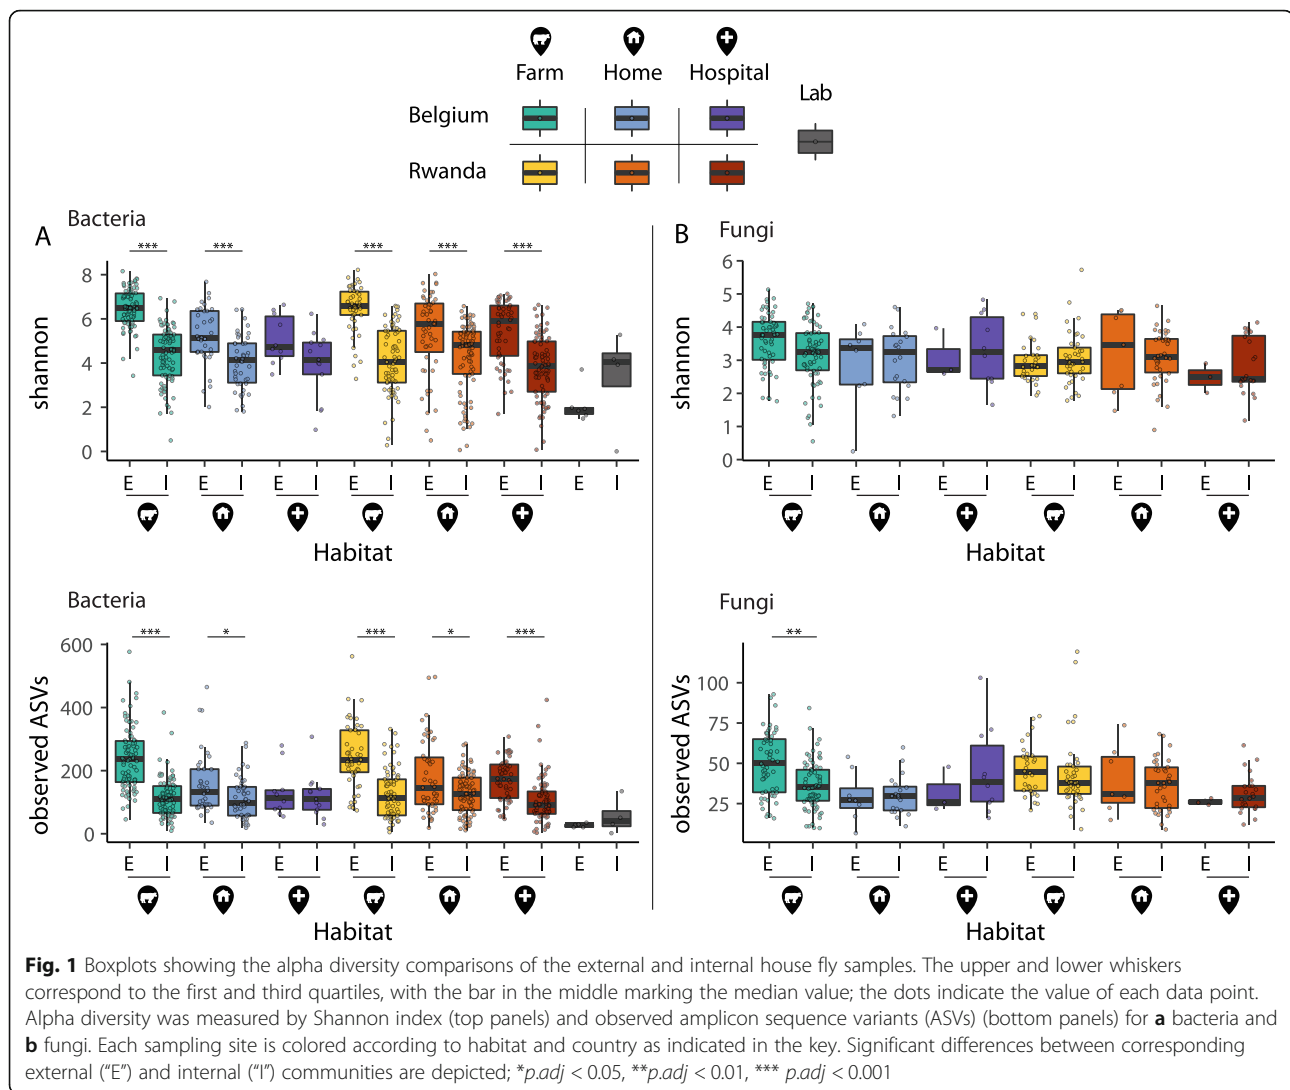 Farm Home Hospital
Lab
Belgium
Rwanda
A Bacteria
*** *** *** *** ***
shannon
8
6
4
2
0
E I E I E I E I E I E I E I
Habitat
B Fungi
shannon
6
5
4
3
2
1
0
E I E I E I E I E I E I
Habitat
Bacteria
*** * *** * ***
observed ASVs
600
400
200
0
E I E I E I E I E I E I E I
Habitat
Fungi
**
observed ASVs
100
75
50
25
E I E I E I E I E I E I
Habitat
Fig. 1 Boxplots showing the alpha diversity comparisons of the external and internal house fly samples. The upper and lower whiskers
correspond to the first and third quartiles, with the bar in the middle marking the median value; the dots indicate the value of each data point.
Alpha diversity was measured by Shannon index (top panels) and observed amplicon sequence variants (ASVs) (bottom panels) for a bacteria and
b fungi. Each sampling site is colored according to habitat and country as indicated in the key. Significant differences between corresponding
external (“E”) and internal (“I”) communities are depicted; *p.adj < 0.05, **p.adj < 0.01, *** p.adj < 0.001